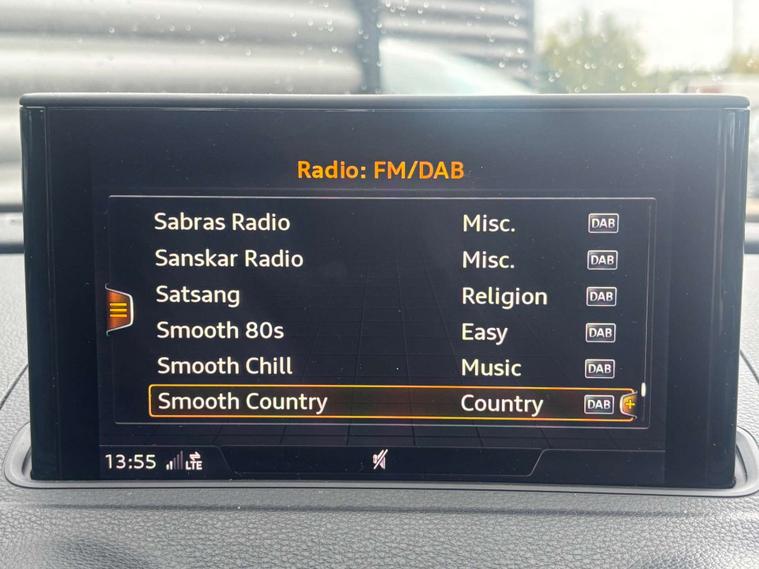 Radio: FM/DAB
Sabras Radio Misc. DAB
Sanskar Radio Misc. DAB
Satsang Religion DAB
Smooth 80s Easy DAB
Smooth Chill Music DAB
Smooth Country Country DAB +
13:55 LTE